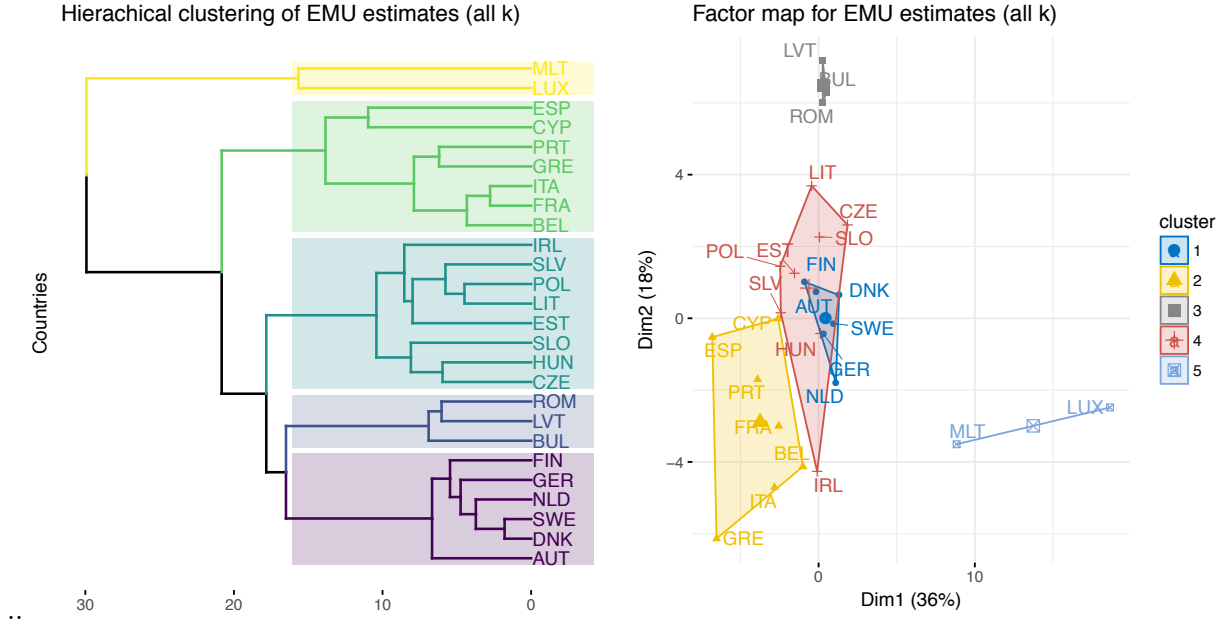 Hierachical clustering of EMU estimates (all k)
Countries
MLT
LUX
ESP
CYP
PRT
GRE
ITA
FRA
BEL
IRL
SLV
POL
LIT
EST
SLO
HUN
CZE
ROM
LVT
BUL
FIN
GER
NLD
SWE
DNK
AUT
30 20 10 0
..
Factor map for EMU estimates (all k)
Dim2 (18%)
4
0
−4
LVT
BUL
ROM
LIT
CZE
SLO
POL
EST
FIN
SLV
DNK
AUT
CYP
SWE
ESP
HUN
GER
PRT
NLD
FRA
LUX
MLT
BEL
IRL
ITA
GRE
0 10
Dim1 (36%)
cluster
1
2
3
a 4
5